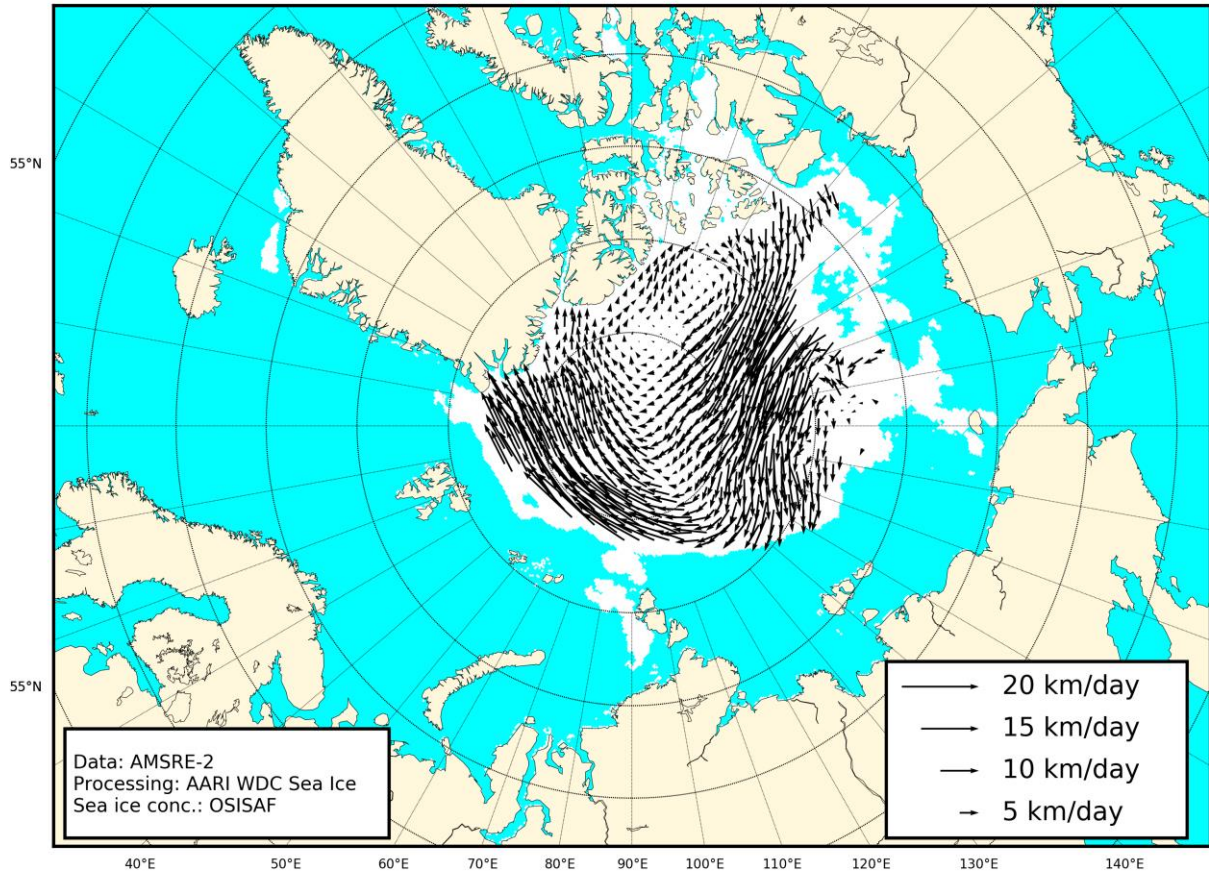 55°N
55°N
Data: AMSRE-2
Processing: AARI WDC Sea Ice
Sea ice conc.: OSISAF
20 km/day
15 km/day
10 km/day
5 km/day
40°E 50°E 60°E 70°E 80°E 90°E 100°E 110°E 120°E 130°E 140°E